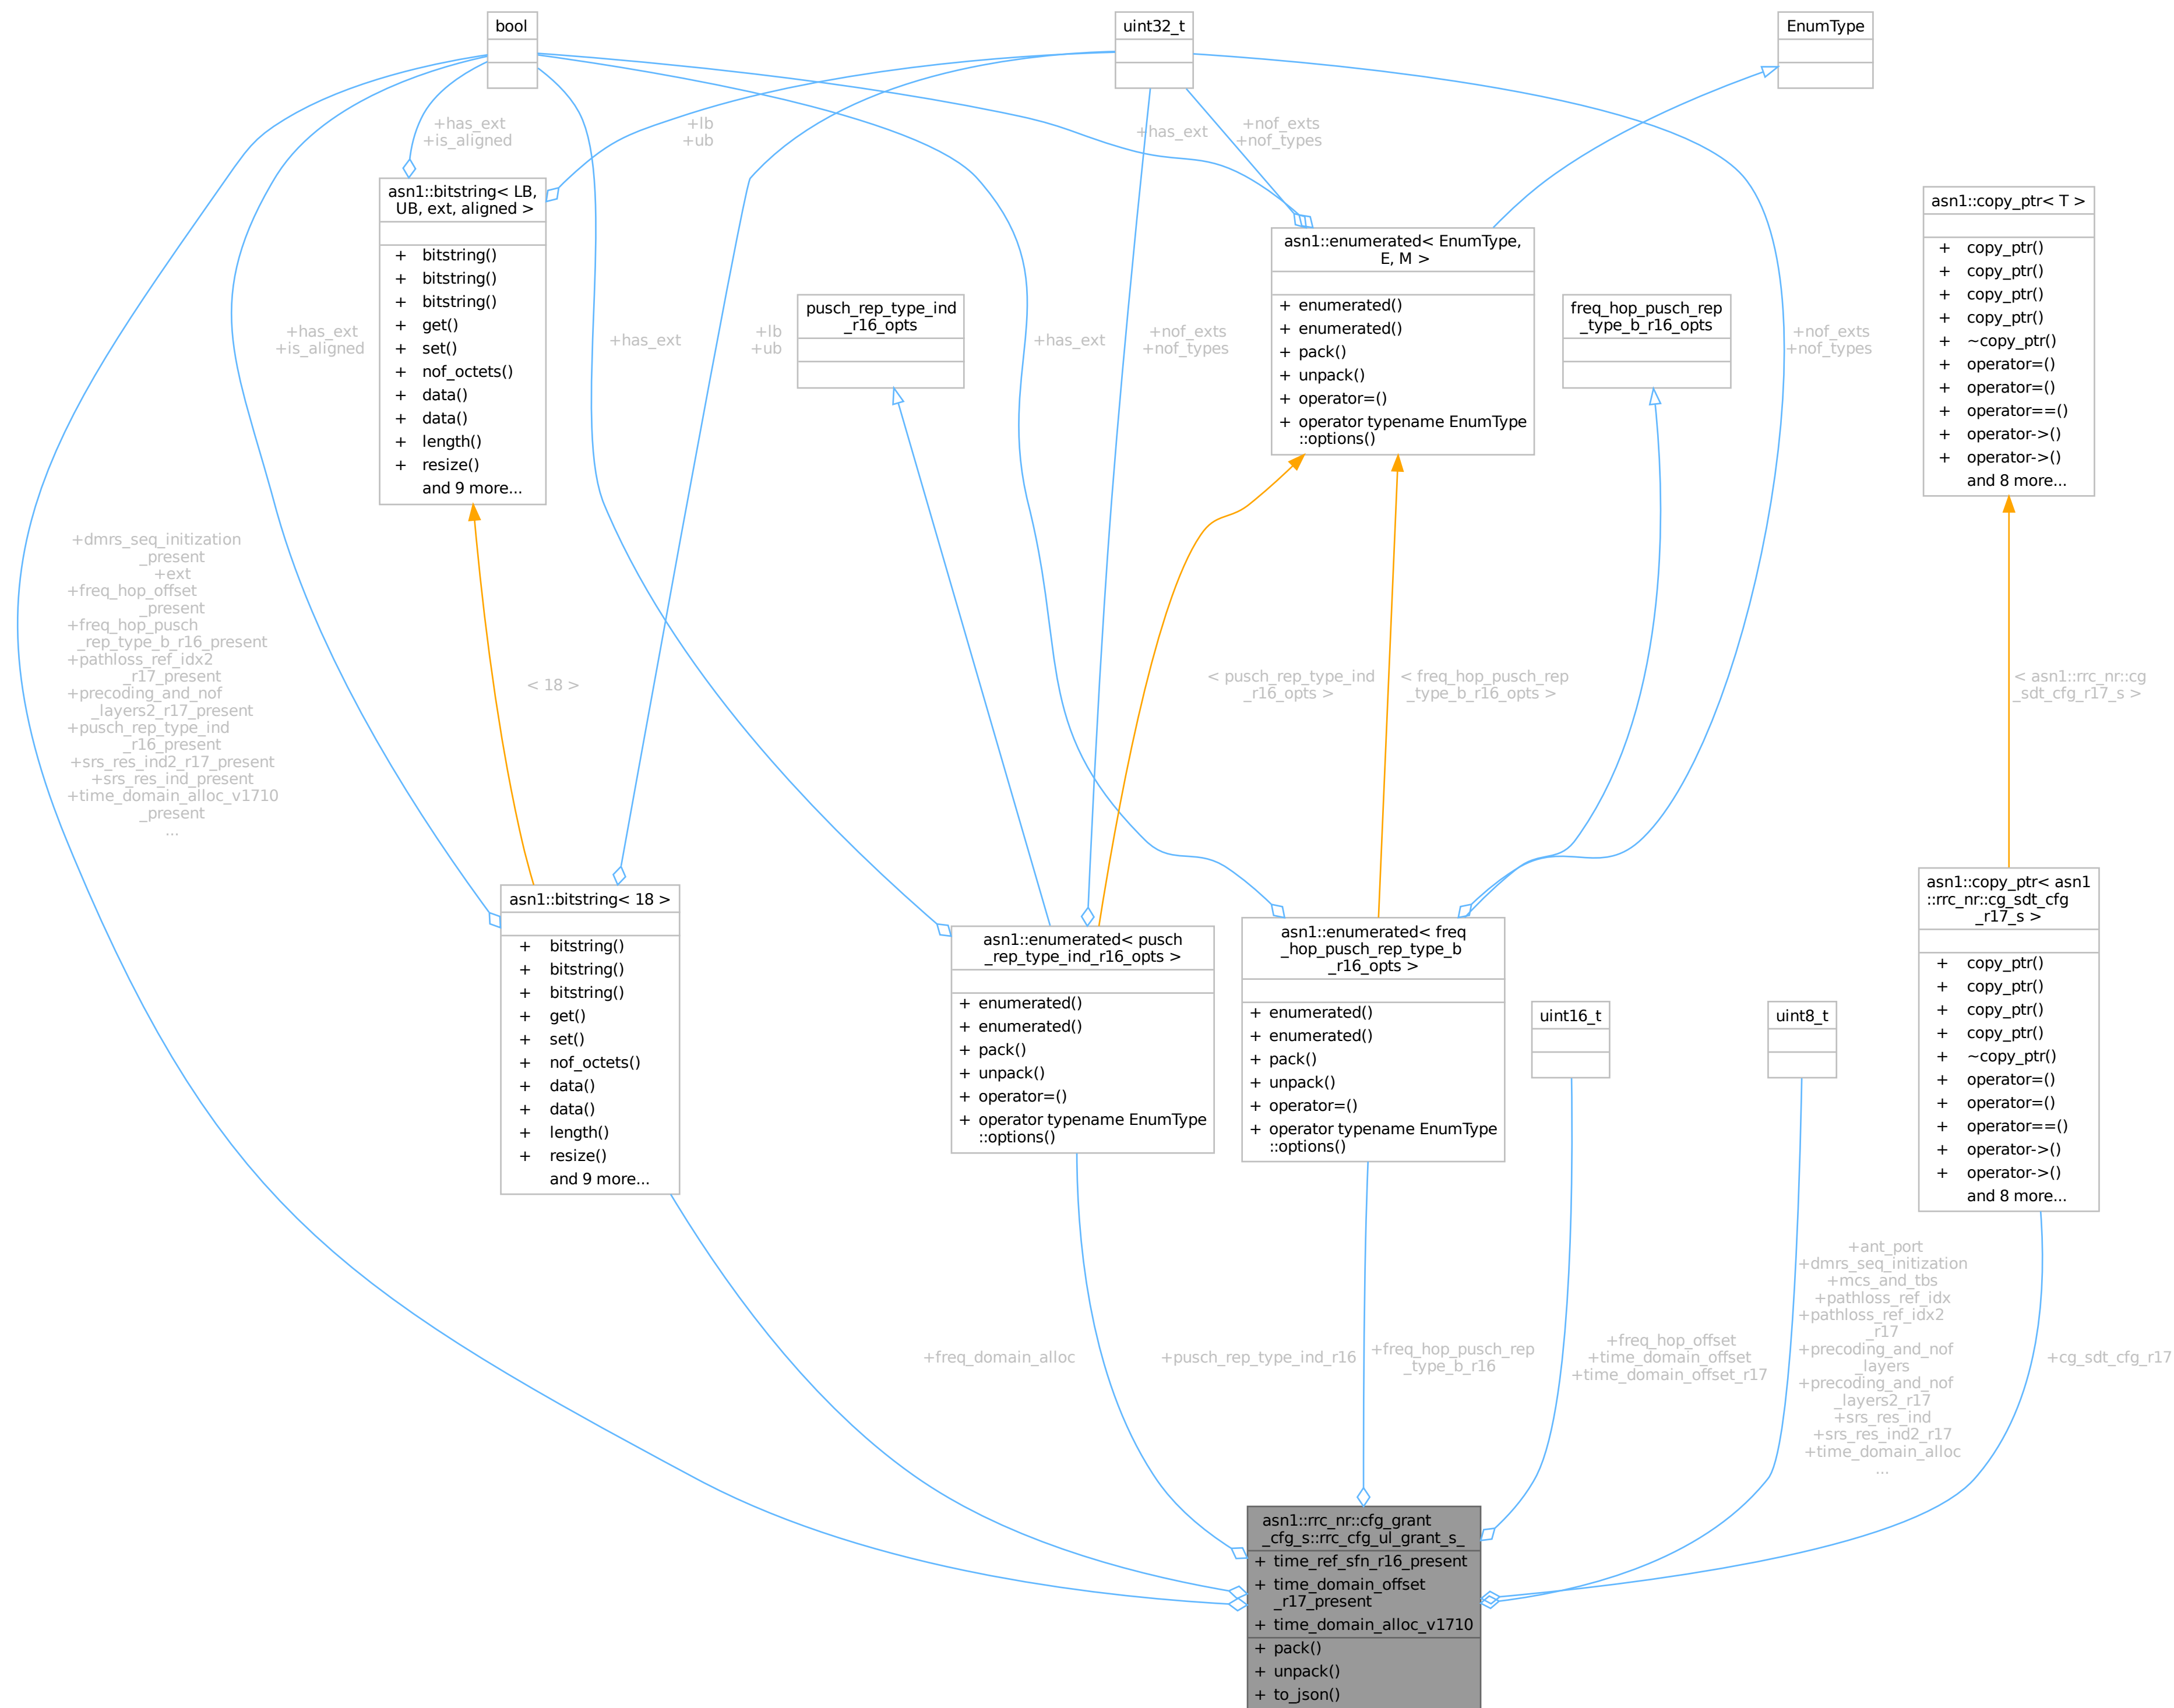 bool
uint32_t
EnumType
+has_ext
+is_aligned
+lb
+ub
+has_ext
+nof_exts
+nof_types
asn1::bitstring< LB,
UB, ext, aligned >
+ bitstring()
+ bitstring()
+ bitstring()
+ get()
+ set()
+ nof_octets()
+ data()
+ data()
+ length()
+ resize()
and 9 more...
asn1::enumerated< EnumType,
E, M >
+ enumerated()
+ enumerated()
+ pack()
+ unpack()
+ operator=()
+ operator typename EnumType
::options()
asn1::copy_ptr< T >
+ copy_ptr()
+ copy_ptr()
+ copy_ptr()
+ copy_ptr()
+ ~copy_ptr()
+ operator=()
+ operator=()
+ operator==()
+ operator->()
+ operator->()
and 8 more...
pusch_rep_type_ind
_r16_opts
freq_hop_pusch_rep
_type_b_r16_opts
+has_ext
+is_aligned
+has_ext
+lb
+ub
+has_ext
+nof_exts
+nof_types
+nof_exts
+nof_types
+dmrs_seq_initization
_present
+ext
+freq_hop_offset
_present
+freq_hop_pusch
_rep_type_b_r16_present
+pathloss_ref_idx2
_r17_present
+precoding_and_nof
_layers2_r17_present
+pusch_rep_type_ind
_r16_present
+srs_res_ind2_r17_present
+srs_res_ind_present
+time_domain_alloc_v1710
_present
...
< 18 >
< pusch_rep_type_ind
_r16_opts >
< freq_hop_pusch_rep
_type_b_r16_opts >
< asn1::rrc_nr::cg
_sdt_cfg_r17_s >
asn1::bitstring< 18 >
+ bitstring()
+ bitstring()
+ bitstring()
+ get()
+ set()
+ nof_octets()
+ data()
+ data()
+ length()
+ resize()
and 9 more...
asn1::enumerated< pusch
_rep_type_ind_r16_opts >
+ enumerated()
+ enumerated()
+ pack()
+ unpack()
+ operator=()
+ operator typename EnumType
::options()
asn1::enumerated< freq
_hop_pusch_rep_type_b
_r16_opts >
+ enumerated()
+ enumerated()
+ pack()
+ unpack()
+ operator=()
+ operator typename EnumType
::options()
uint16_t
uint8_t
asn1::copy_ptr< asn1
::rrc_nr::cg_sdt_cfg
_r17_s >
+ copy_ptr()
+ copy_ptr()
+ copy_ptr()
+ copy_ptr()
+ ~copy_ptr()
+ operator=()
+ operator=()
+ operator==()
+ operator->()
+ operator->()
and 8 more...
+freq_domain_alloc
+pusch_rep_type_ind_r16
+freq_hop_pusch_rep
_type_b_r16
+freq_hop_offset
+time_domain_offset
+time_domain_offset_r17
+ant_port
+dmrs_seq_initization
+mcs_and_tbs
+pathloss_ref_idx
+pathloss_ref_idx2
_r17
+precoding_and_nof
_layers
+precoding_and_nof
_layers2_r17
+srs_res_ind
+srs_res_ind2_r17
+time_domain_alloc
...
+cg_sdt_cfg_r17
asn1::rrc_nr::cfg_grant
_cfg_s::rrc_cfg_ul_grant_s_
+ time_ref_sfn_r16_present
+ time_domain_offset
_r17_present
+ time_domain_alloc_v1710
+ pack()
+ unpack()
+ to_json()